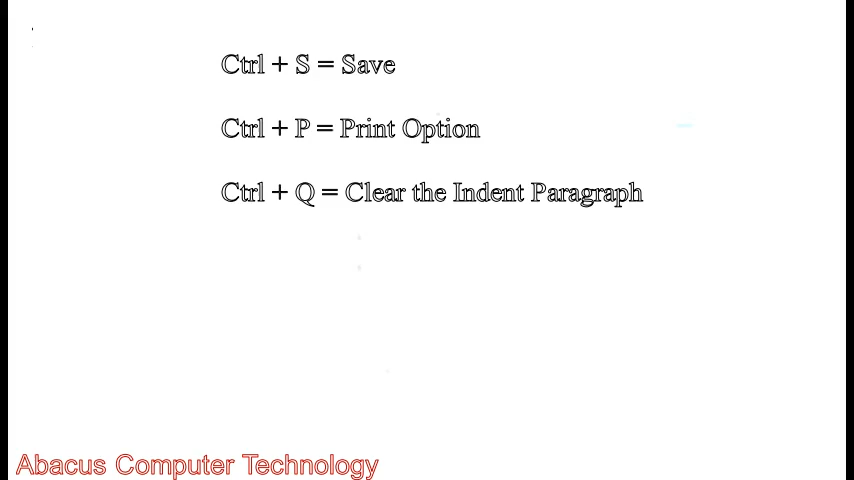 Ctrl + S = Save
Ctrl + P = Print Option
Ctrl + Q = Clear the Indent Paragraph
Abacus Computer Technology